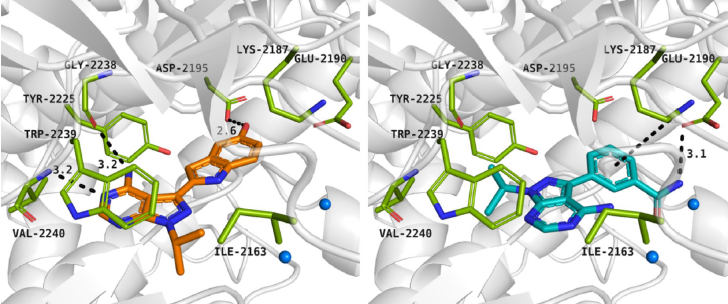 LYS-2187
GLY-2238
ASP-2195
GLU-2190
TYR-2225
TRP-2239
2.6
3.2
3.2
VAL-2240
ILE-2163
LYS-2187
GLY-2238
ASP-2195
GLU-2190
TYR-2225
TRP-2239
3.1
VAL-2240
ILE-2163